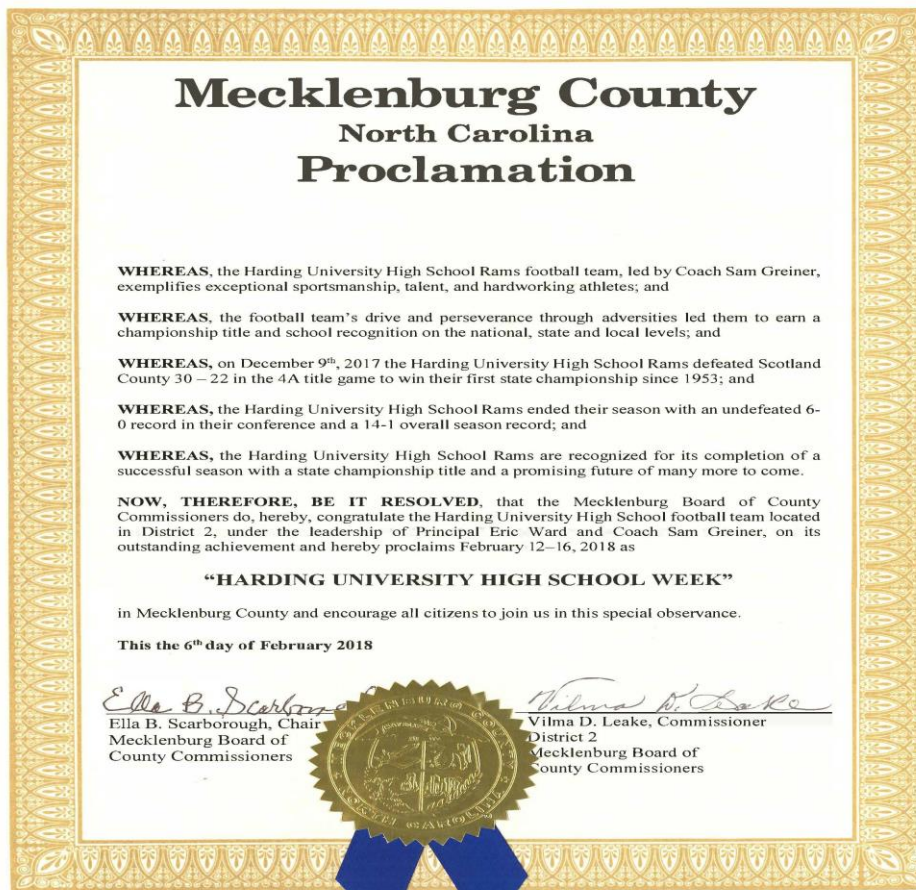 Mecklenburg County
North Carolina
Proclamation
WHEREAS, the Harding University High School Rams football team, led by Coach Sam Greiner,
exemplifies exceptional sportsmanship, talent, and hardworking athletes; and
WHEREAS, the football team's drive and perseverance through adversities led them to earn a
championship title and school recognition on the national, state and local levels; and
WHEREAS, on December 9th, 2017 the Harding University High School Rams defeated Scotland
County 30 – 22 in the 4A title game to win their first state championship since 1953; and
WHEREAS, the Harding University High School Rams ended their season with an undefeated 6-
0 record in their conference and a 14-1 overall season record; and
WHEREAS, the Harding University High School Rams are recognized for its completion of a
successful season with a state championship title and a promising future of many more to come.
NOW, THEREFORE, BE IT RESOLVED, that the Mecklenburg Board of County
Commissioners do, hereby, congratulate the Harding University High School football team located
in District 2, under the leadership of Principal Eric Ward and Coach Sam Greiner, on its
outstanding achievement and hereby proclaims February 12–16, 2018 as
“HARDING UNIVERSITY HIGH SCHOOL WEEK”
in Mecklenburg County and encourage all citizens to join us in this special observance.
This the 6th day of February 2018
Ella B. Scarborough
Vilma D. Leake
Ella B. Scarborough, Chair
Mecklenburg Board of
County Commissioners
Vilma D. Leake, Commissioner
District 2
Mecklenburg Board of
County Commissioners
MECKLENBURG COUNTY
NORTH CAROLINA